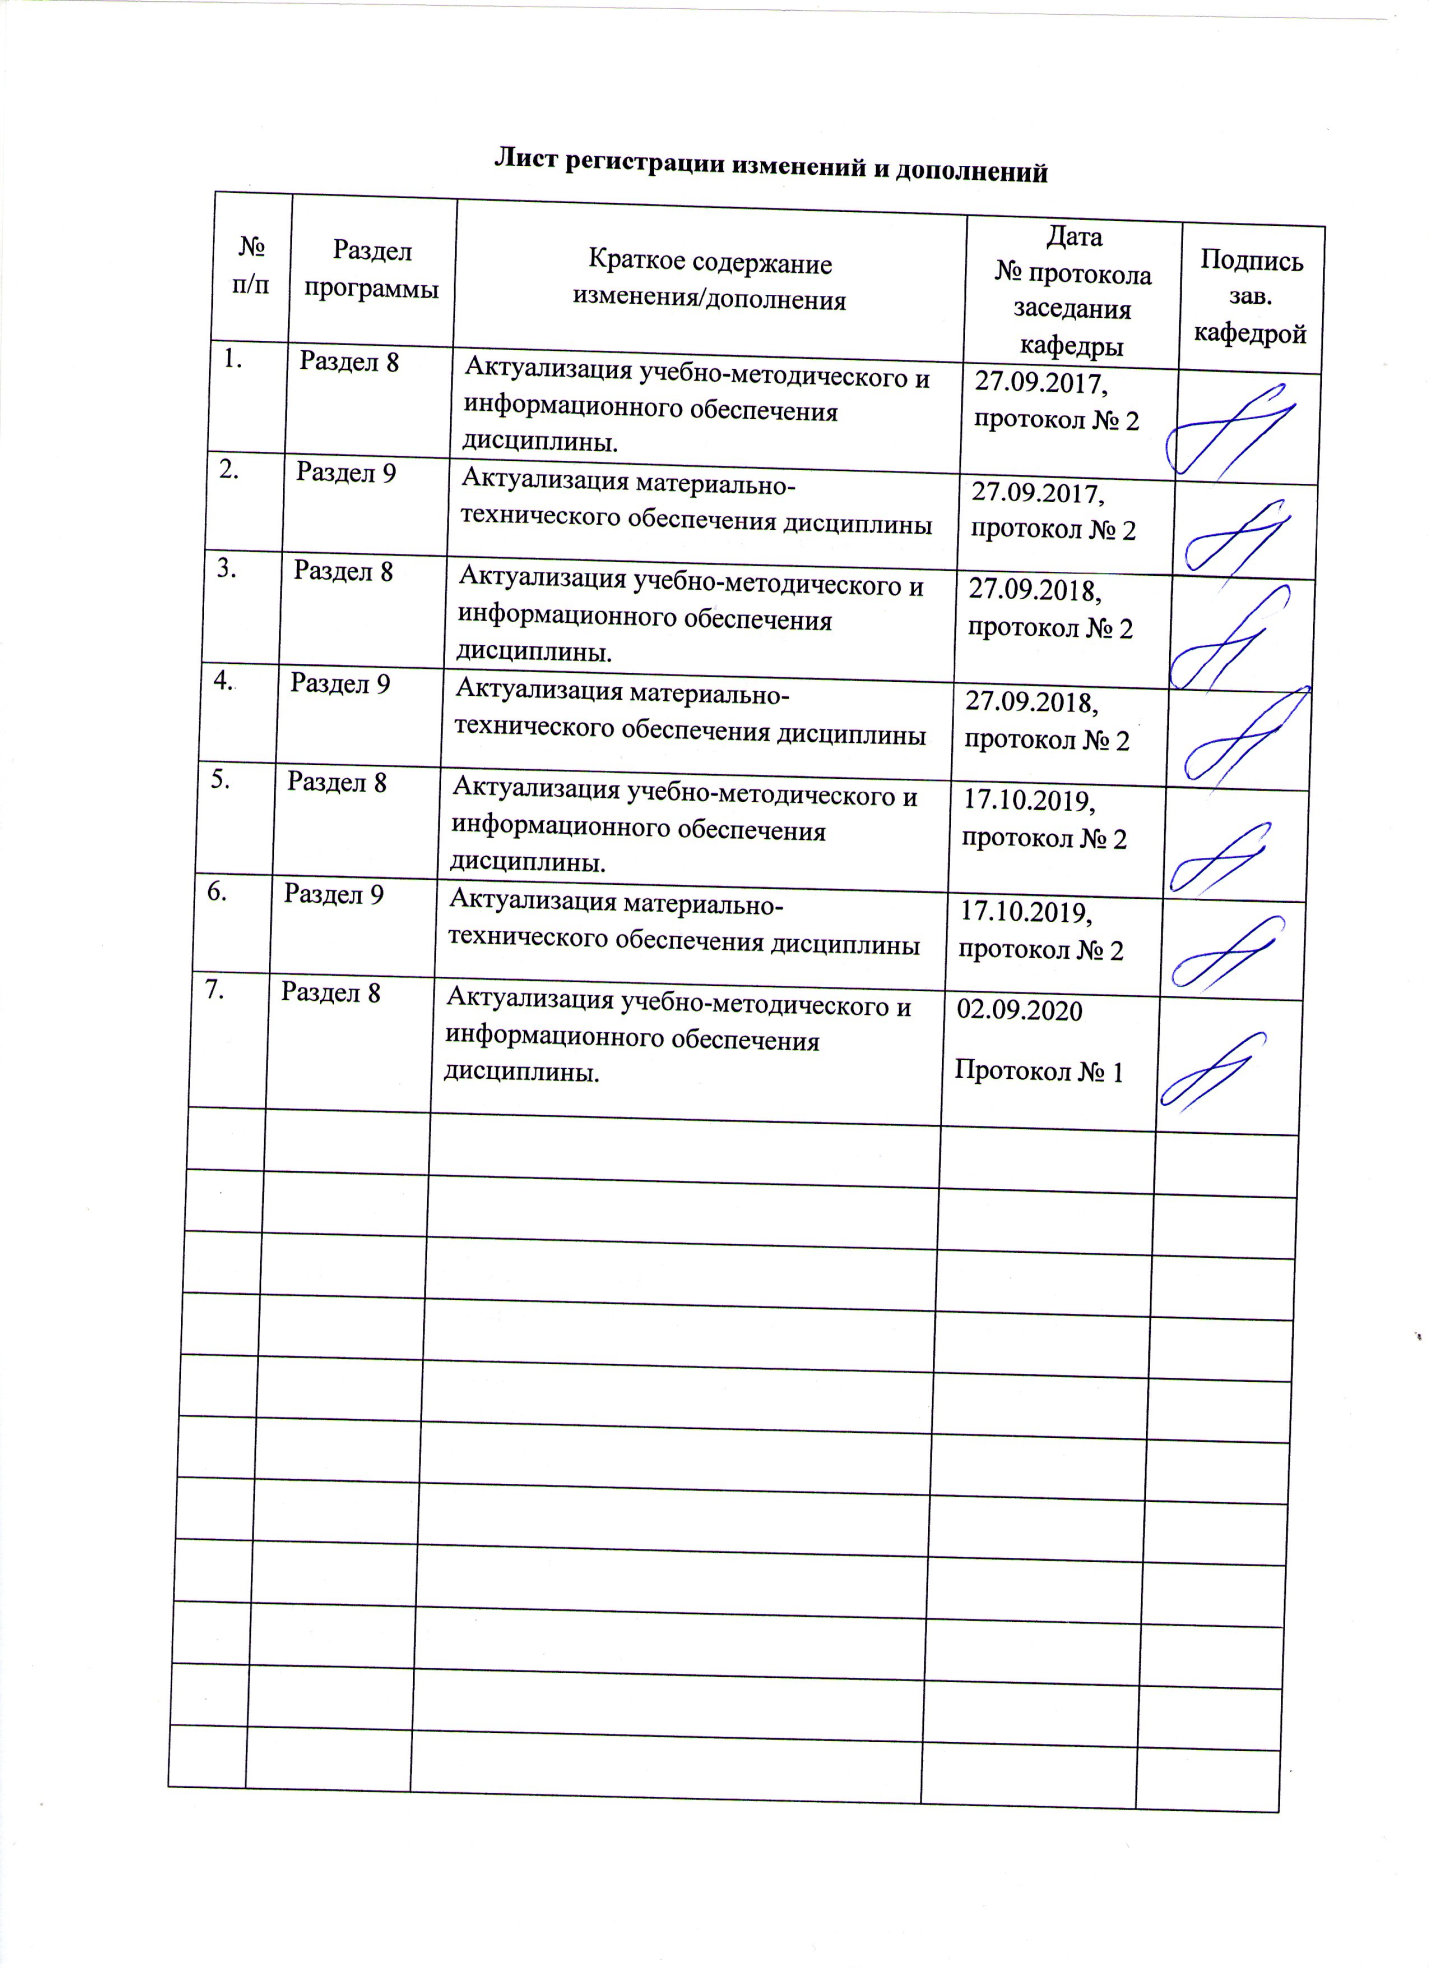 Лист регистрации изменений и дополнений
№
п/п
Раздел
программы
Краткое содержание
изменения/дополнения
Дата
№ протокола
заседания
кафедры
Подпись
зав.
кафедрой
1.
Раздел 8
Актуализация учебно-методического и
информационного обеспечения
дисциплины.
27.09.2017,
протокол № 2
2.
Раздел 9
Актуализация материально-
технического обеспечения дисциплины
27.09.2017,
протокол № 2
3.
Раздел 8
Актуализация учебно-методического и
информационного обеспечения
дисциплины.
27.09.2018,
протокол № 2
4.
Раздел 9
Актуализация материально-
технического обеспечения дисциплины
27.09.2018,
протокол № 2
5.
Раздел 8
Актуализация учебно-методического и
информационного обеспечения
дисциплины.
17.10.2019,
протокол № 2
6.
Раздел 9
Актуализация материально-
технического обеспечения дисциплины
17.10.2019,
протокол № 2
7.
Раздел 8
Актуализация учебно-методического и
информационного обеспечения
дисциплины.
02.09.2020
Протокол № 1